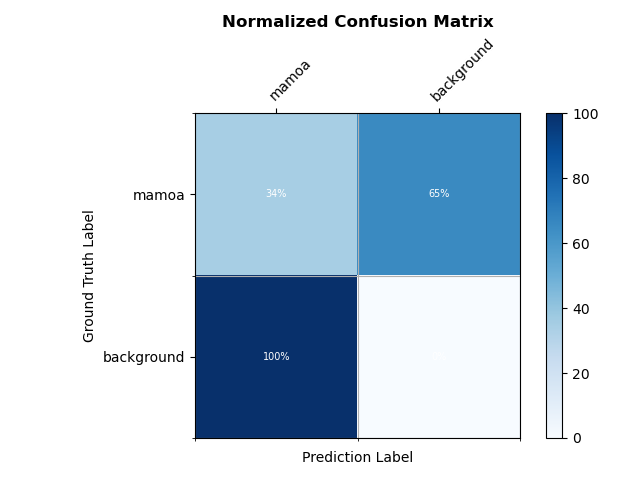 Normalized Confusion Matrix
mamoa
background
100
80
60
40
20
0
mamoa
34%
65%
background
100%
Ground Truth Label
Prediction Label